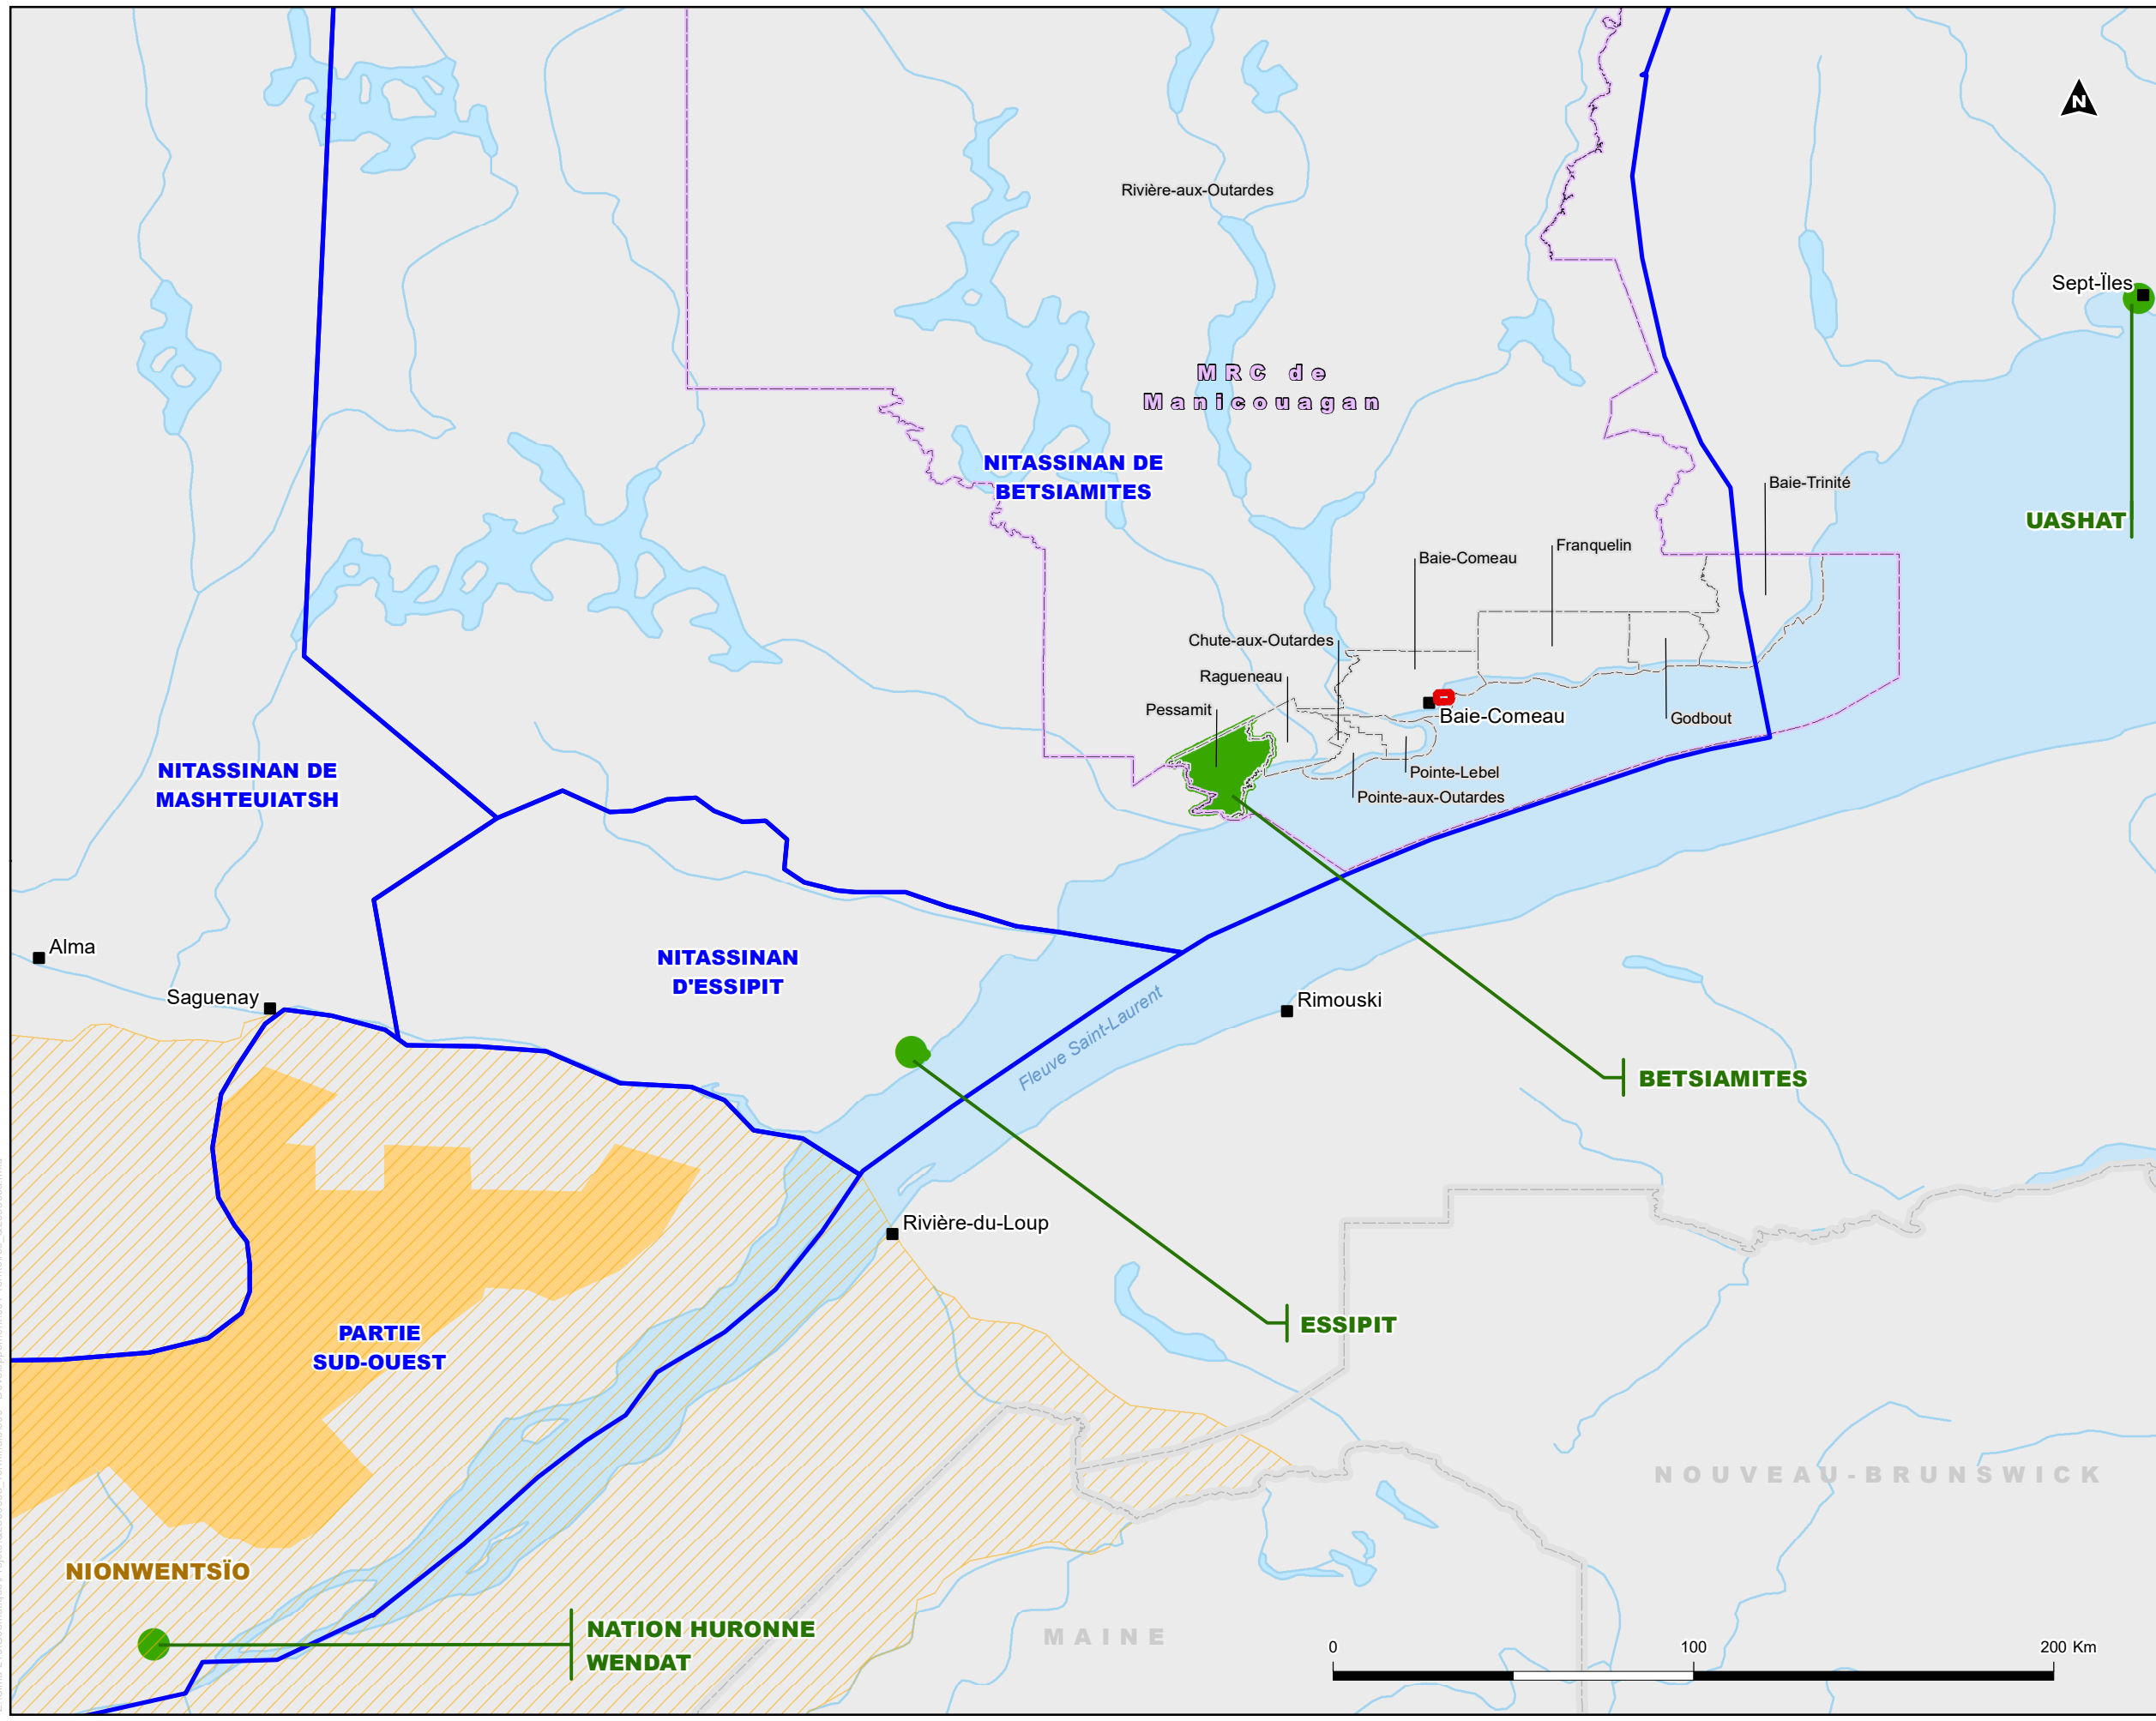 N
Rivière-aux-Outardes
Sept-Îles
MRC de
Manicouagan
NITASSINAN DE
BETSIAMITES
Baie-Trinité
UASHAT
Franquelin
Baie-Comeau
Chute-aux-Outardes
Ragueneau
Pessamit
Baie-Comeau
Godbout
Pointe-Lebel
Pointe-aux-Outardes
NITASSINAN DE
MASHTEUIATSH
Alma
Saguenay
NITASSINAN
D'ESSIPIT
Rimouski
Fleuve Saint-Laurent
BETSIAMITES
Rivière-du-Loup
ESSIPIT
PARTIE
SUD-OUEST
NOUVEAU-BRUNSWICK
NIONWENTSÏO
NATION HURONNE
WENDAT
MAINE
0 100 200 Km